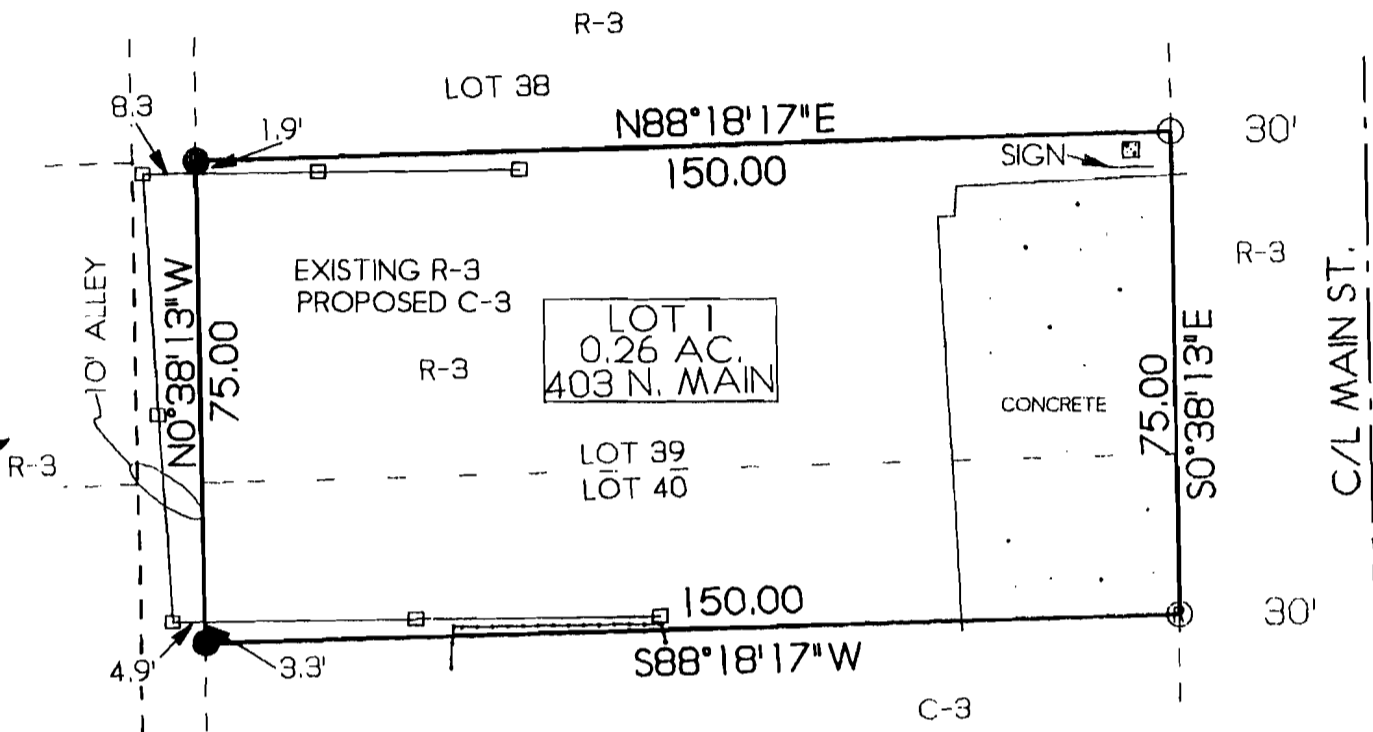 R-3
LOT 38
8.3
1.9'
N88°18'17"E
150.00
30'
SIGN
EXISTING R-3
PROPOSED C-3
R-3
10' ALLEY
N0°38'13"W
75.00
LOT 1
0.26 AC.
403 N. MAIN
R-3
CONCRETE
75.00
S0°38'13"E
C/L MAIN ST.
R-3
LOT 39
LOT 40
150.00
S88°18'17"W
R
30'
4.9'
3.3'
C-3